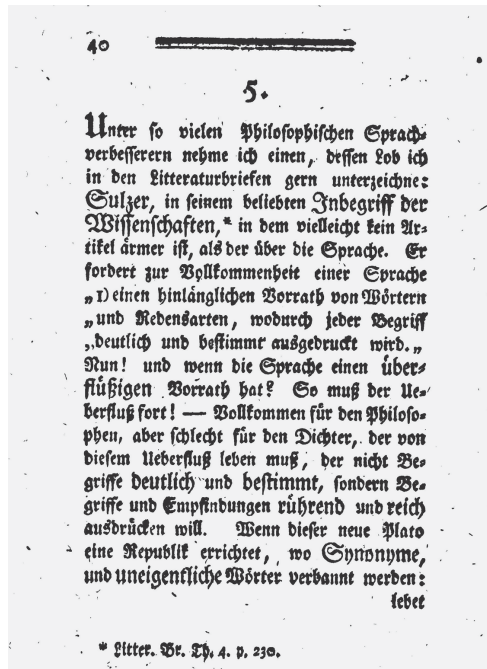 40
5.
Unter so vielen Philosophischen Sprach-
verbesserern nehme ich einen, dessen Lob ich
in den Litteraturbriefen gern unterzeichne:
Sulzer, in seinem beliebten Inbegriff der
Wissenschaften,* in dem vielleicht kein Ar-
tikel ärmer ist, als der über die Sprache. Er
fordert zur Vollkommenheit einer Sprache
„1) einen hinlänglichen Vorrath von Wörtern
„und Redensarten, wodurch jeder Begriff
„deutlich und bestimmt ausgedruckt wird.„
Nun! und wenn die Sprache einen über-
flüßigen Vorrath hat? So muß der Ue-
berfluß fort! — Vollkommen für den Philoso-
phen, aber schlecht für den Dichter, der von
diesem Ueberfluß leben muß, der nicht Be-
griffe deutlich und bestimmt, sondern Be-
griffe und Empfindungen rührend und reich
ausdrücken will. Wenn dieser neue Plato
eine Republik errichtet, wo Synonyme,
und uneigentliche Wörter verbannt werden:
lebet
* Litter. Br. Th. 4. p. 230.